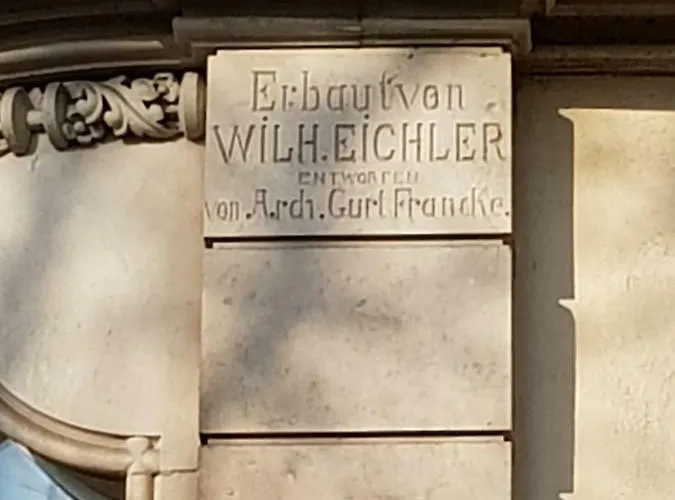 Erbaut von
WiLH. EiCHLER
ENTWORFEN
von Arch. Curt Francke.